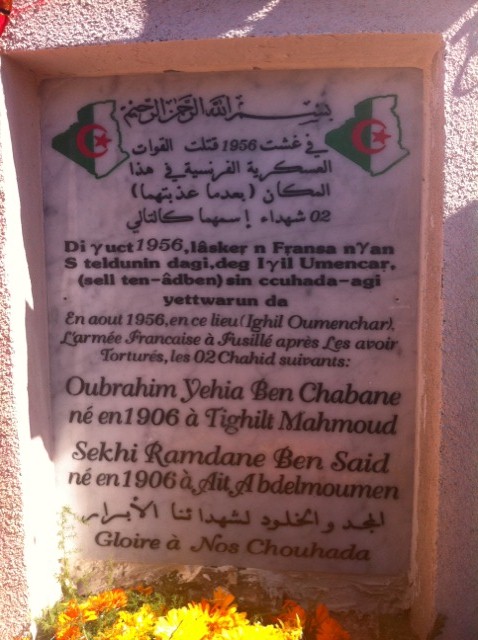 بسم الله الرحمن الرحيم
في غشت 1956 قتلت القوات
العسكرية الفرنسية في هذا
المكان (بعدما عذبتهما)
02 شهداء إسمهما كالتالي
Di γuct 1956, lâsker n Fransa nγan
S teldunin dagi, deg Iγil Umencar,
(sell ten-âdben) sin ccuhada-agi
yettwarun da
En aout 1956, en ce lieu (Ighil Oumenchar),
L'armée Francaise à Fusillé après Les avoir
Torturés, les 02 Chahid suivants:
Oubrahim Yehia Ben Chabane
né en 1906 à Tighilt Mahmoud
Sekhi Ramdane Ben Said
né en 1906 à Ait Abdelmoumen
المجد والخلود لشهدائنا الأبرار
Gloire à Nos Chouhada